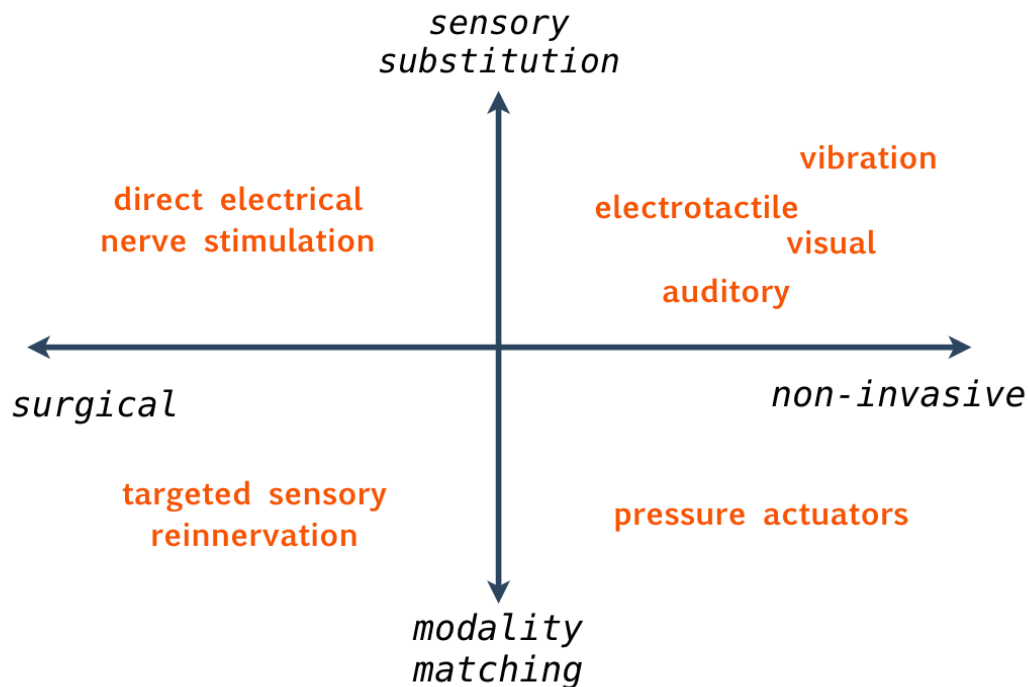 sensory
substitution
vibration
direct electrical
nerve stimulation
electrotactile
visual
auditory
surgical
non-invasive
targeted sensory
reinnervation
pressure actuators
modality
matching